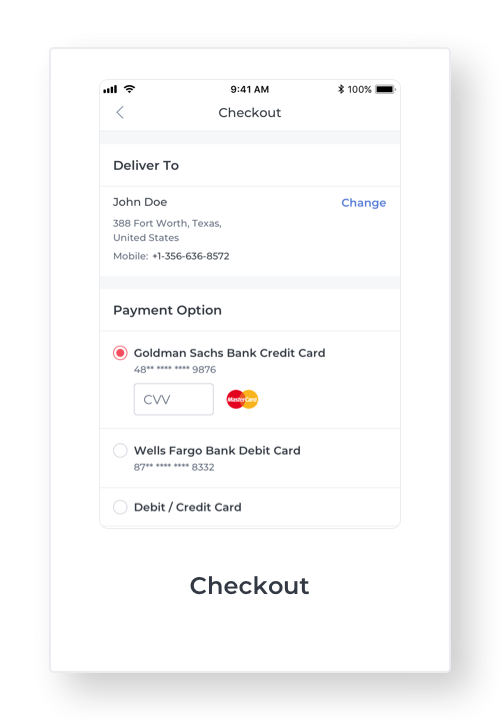 9:41 AM
100%
Checkout
Deliver To
John Doe
Change
388 Fort Worth, Texas,
United States
Mobile: +1-356-636-8572
Payment Option
Goldman Sachs Bank Credit Card
48** **** **** 9876
CVV
MasterCard
Wells Fargo Bank Debit Card
87** **** **** 8332
Debit / Credit Card
Checkout